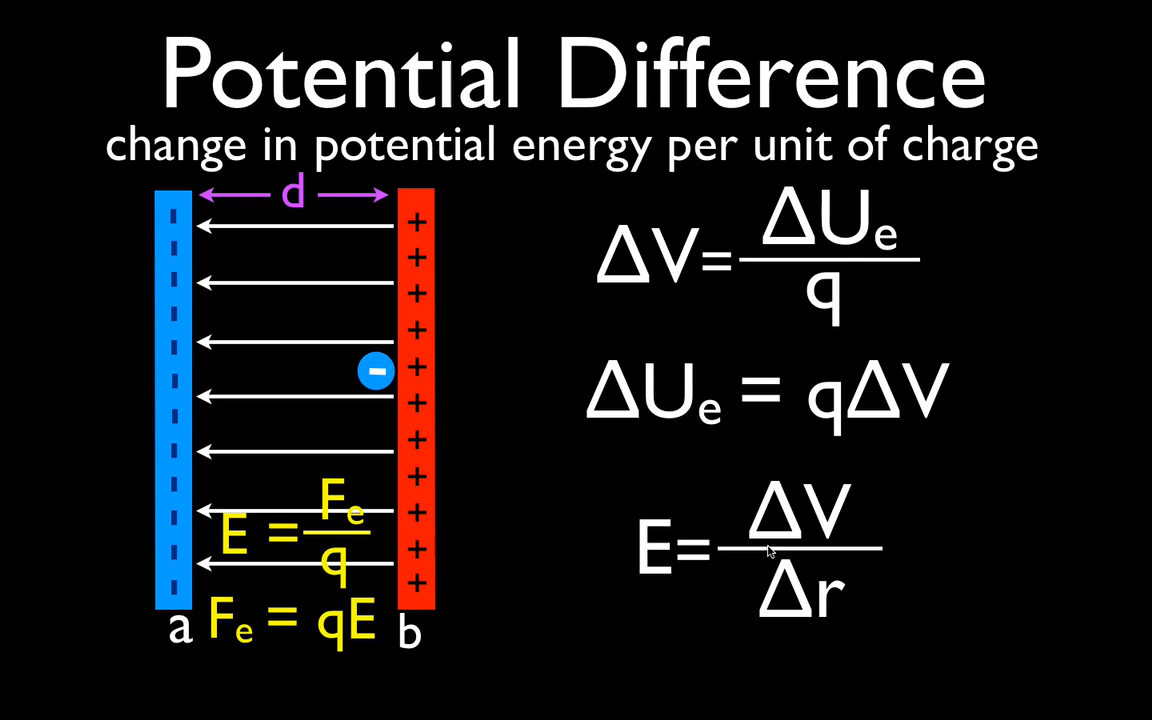 Potential Difference
change in potential energy per unit of charge
d
ΔV = ΔUₑ / q
ΔUₑ = qΔV
E = ΔV / Δr
E = Fₑ / q
Fₑ = qE
a
b
- - - - - - - - - - - -
+ + + + + + + + + + +
-